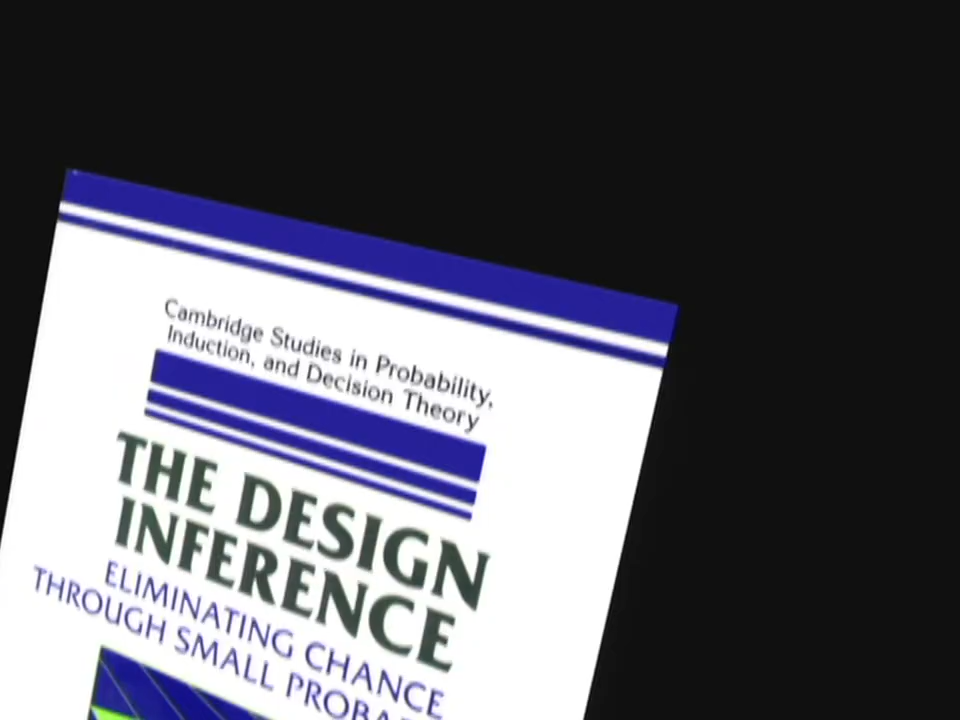 Cambridge Studies in Probability,
Induction, and Decision Theory
THE DESIGN
INFERENCE
ELIMINATING CHANCE
THROUGH SMALL